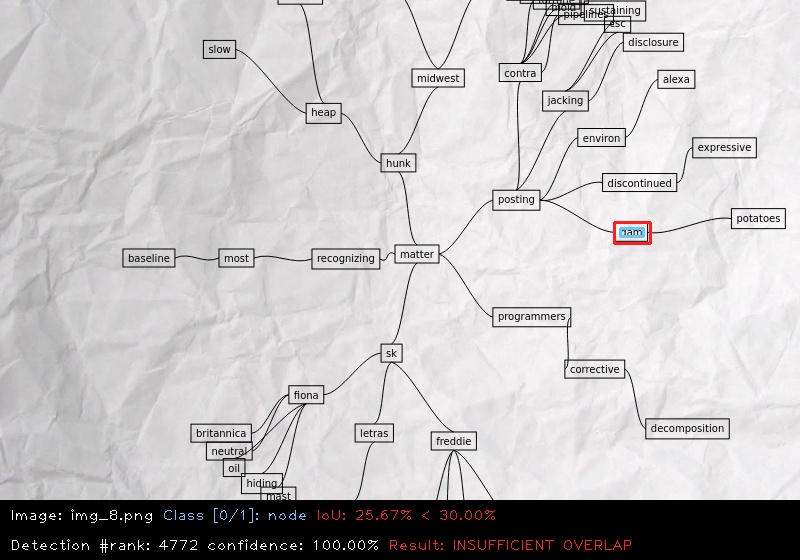 sustaining
pipelines
esc
disclosure
slow
midwest
contra
alexa
jacking
heap
environ
expressive
hunk
discontinued
posting
potatoes
gam
matter
baseline
most
recognizing
programmers
sk
corrective
fiona
britannica
letras
decomposition
freddie
neutral
oil
hiding
mast
Image: img_8.png Class [0/1]: node IoU: 25.67% < 30.00%
Detection #rank: 4772 confidence: 100.00% Result: INSUFFICIENT OVERLAP